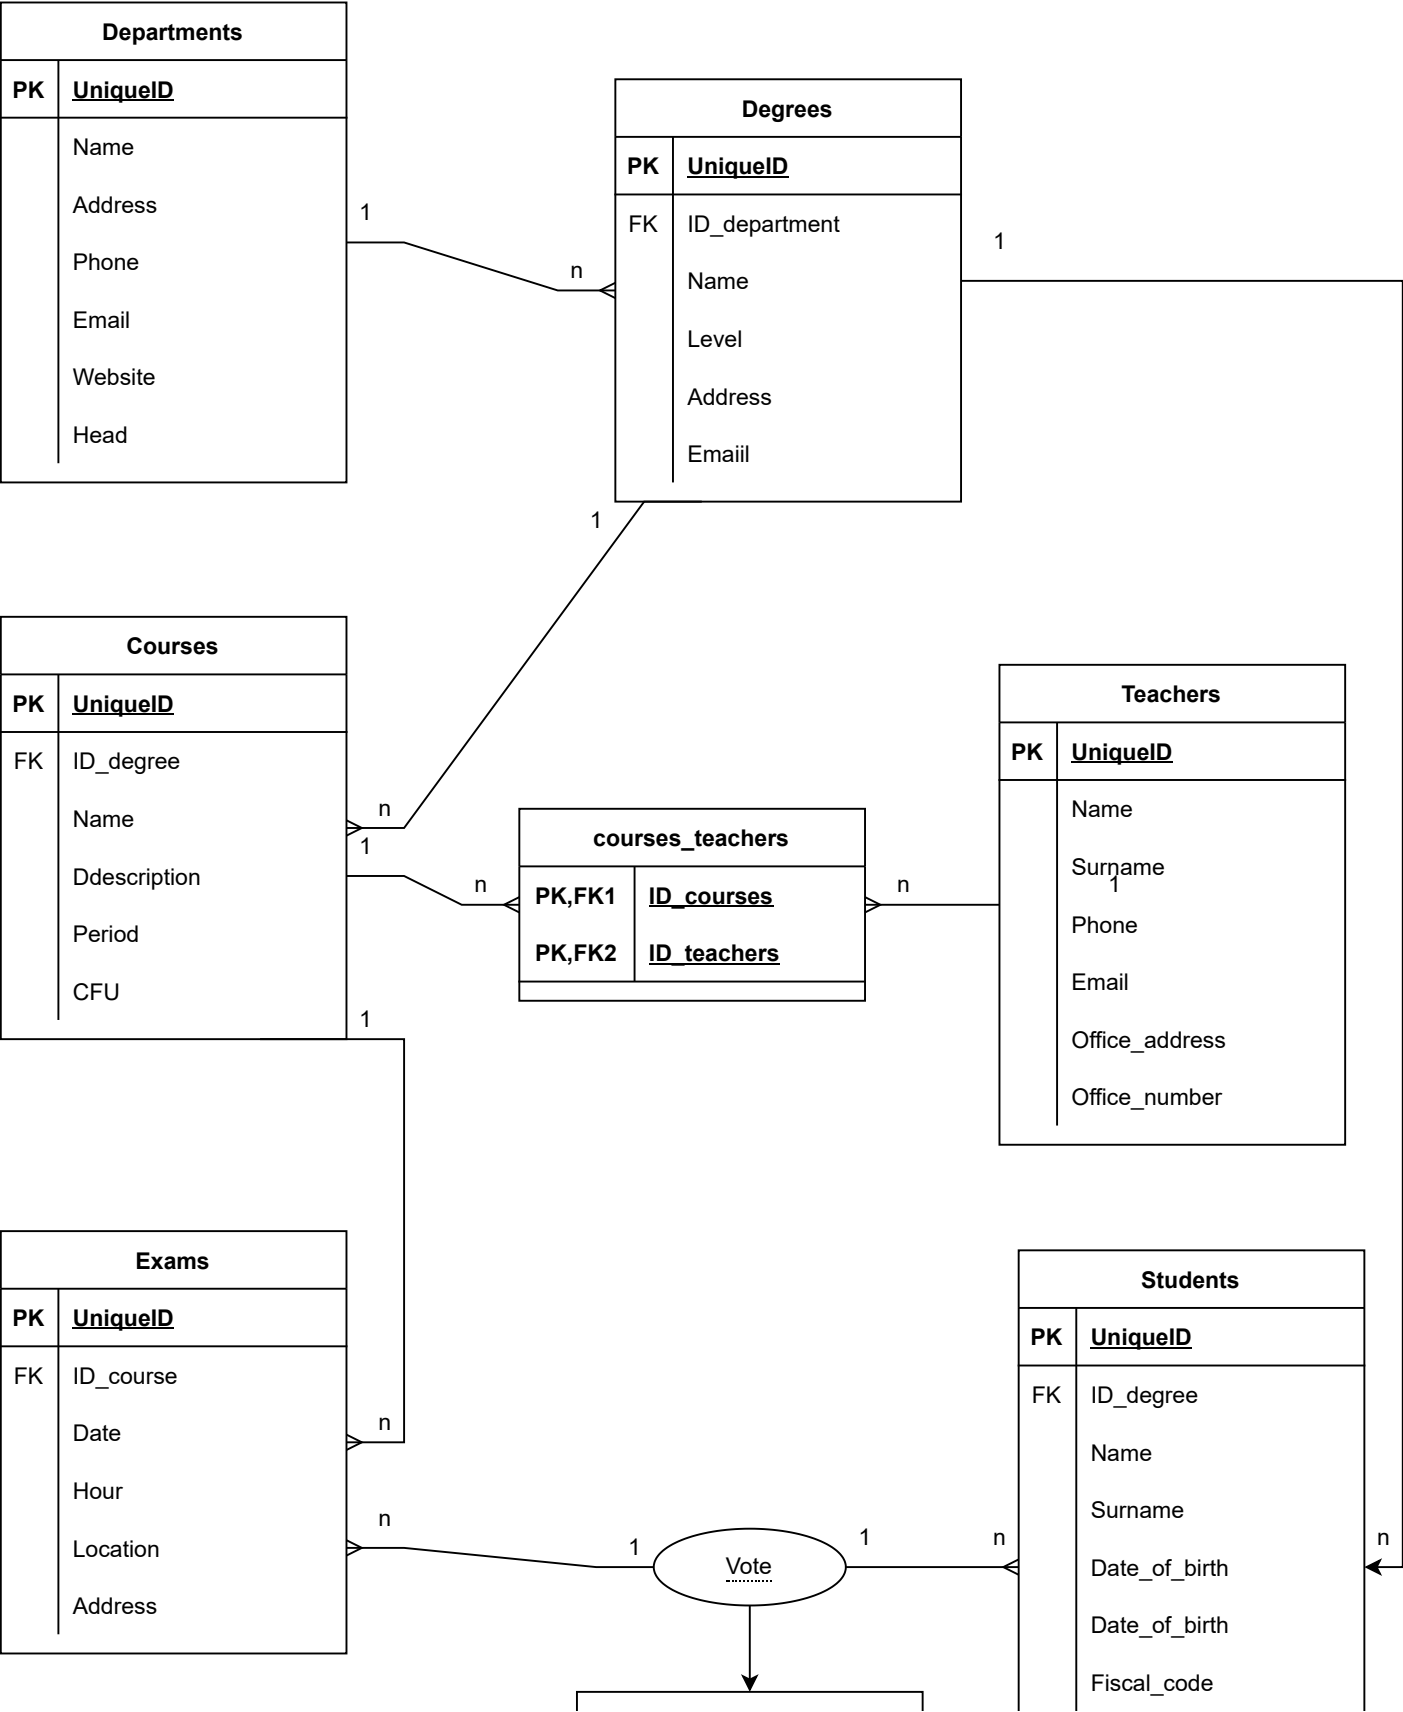 Departments
PK UniqueID
Name
Address
Phone
Email
Website
Head
1
n
Degrees
PK UniqueID
FK ID_department
Name
Level
Address
Emaiil
1
1
n
Courses
PK UniqueID
FK ID_degree
Name
Ddescription
Period
CFU
1
n
courses_teachers
PK,FK1 ID_courses
PK,FK2 ID_teachers
n
1
Teachers
PK UniqueID
Name
Surname
Phone
Email
Office_address
Office_number
1
n
Exams
PK UniqueID
FK ID_course
Date
Hour
Location
Address
n
1
Vote
1
n
Students
PK UniqueID
FK ID_degree
Name
Surname
Date_of_birth
Date_of_birth
Fiscal_code
n